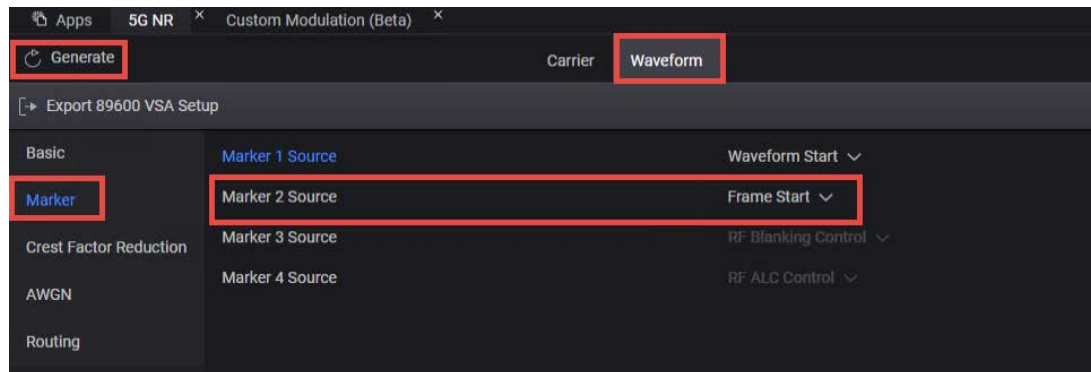 Apps 5G NR × Custom Modulation (Beta) ×
Generate Carrier Waveform
Export 89600 VSA Setup
Basic Marker 1 Source Waveform Start
Marker Marker 2 Source Frame Start
Crest Factor Reduction Marker 3 Source RF Blanking Control
AWGN Marker 4 Source RF ALC Control
Routing